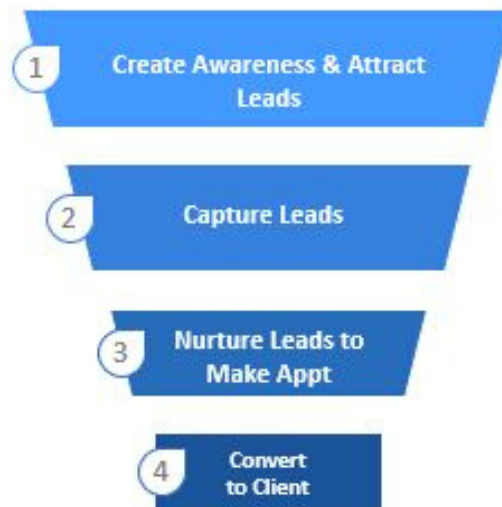 1
Create Awareness & Attract
Leads
2
Capture Leads
3
Nurture Leads to
Make Appt
4
Convert
to Client